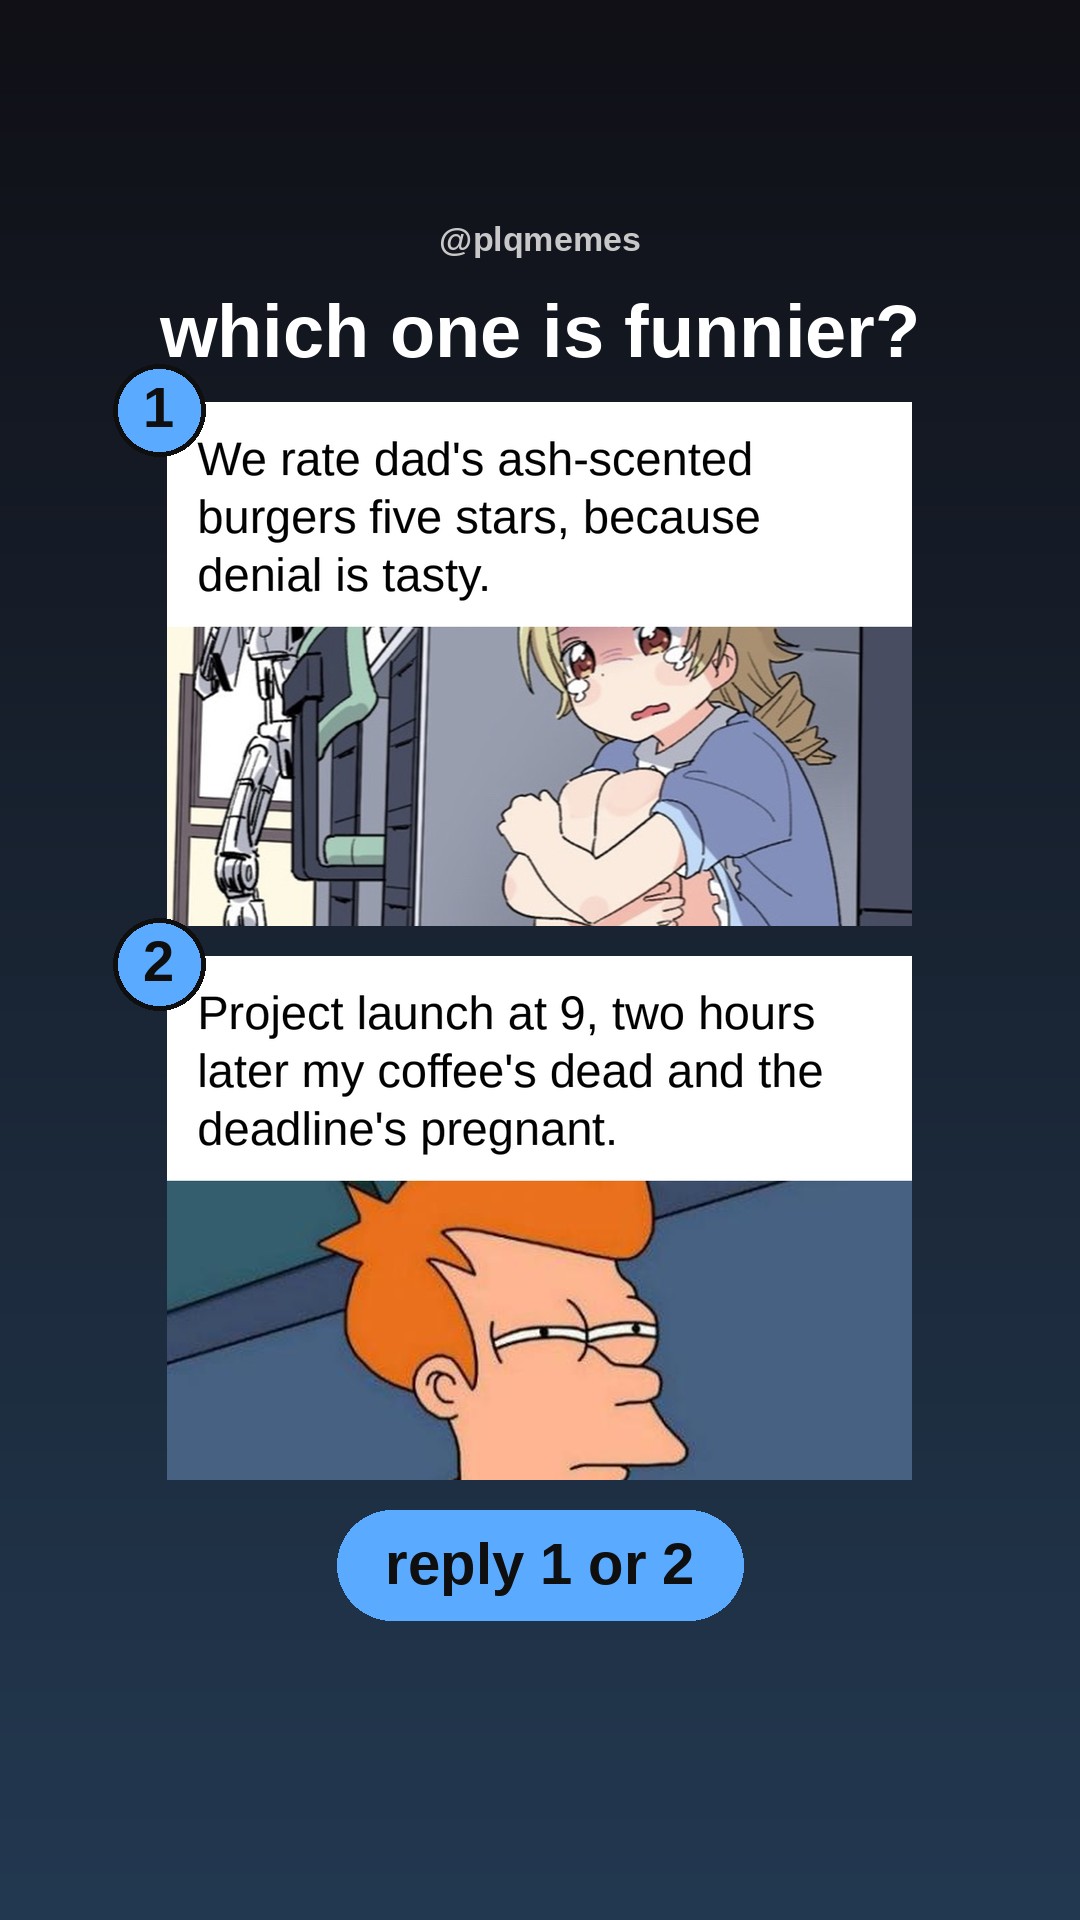 @plqmemes
which one is funnier?
1
We rate dad's ash-scented
burgers five stars, because
denial is tasty.
2
Project launch at 9, two hours
later my coffee's dead and the
deadline's pregnant.
reply 1 or 2